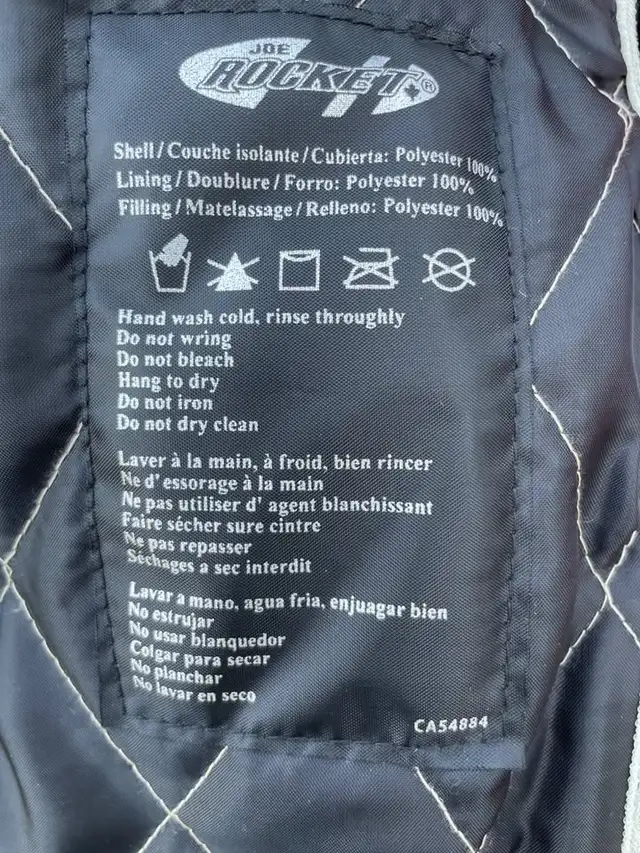 JOE
ROCKET®
Shell / Couche isolante / Cubierta: Polyester 100%
Lining / Doublure / Forro: Polyester 100%
Filling / Matelassage / Relleno: Polyester 100%
Hand wash cold, rinse throughly
Do not wring
Do not bleach
Hang to dry
Do not iron
Do not dry clean
Laver à la main, à froid, bien rincer
Ne d'essorage à la main
Ne pas utiliser d' agent blanchissant
Faire sécher sure cintre
Ne pas repasser
Séchages a sec interdit
Lavar a mano, agua fria, enjuagar bien
No estrujar
No usar blanquedor
Colgar para secar
No planchar
No lavar en seco
CA54884